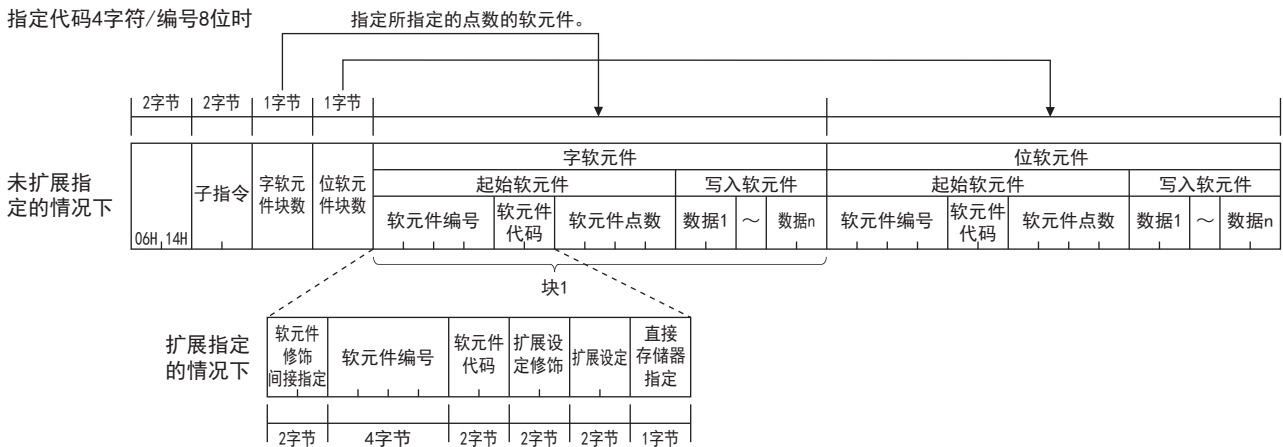 指定代码4字符/编号8位时
指定所指定的点数的软元件。
2字节 2字节 1字节 1字节
未扩展指
定的情况下
06H 14H
子指令
字软元
件块数
位软元
件块数
字软元件
位软元件
起始软元件 写入软元件 起始软元件 写入软元件
软元件编号
软元件
代码
软元件点数
数据1 ～ 数据n
软元件编号
软元件
代码
软元件点数
数据1 ～ 数据n
块1
扩展指定
的情况下
软元件
修饰
间接指定
软元件编号
软元件
代码
扩展设
定修饰
扩展设定
直接
存储器
指定
2字节 4字节 2字节 2字节 2字节 1字节